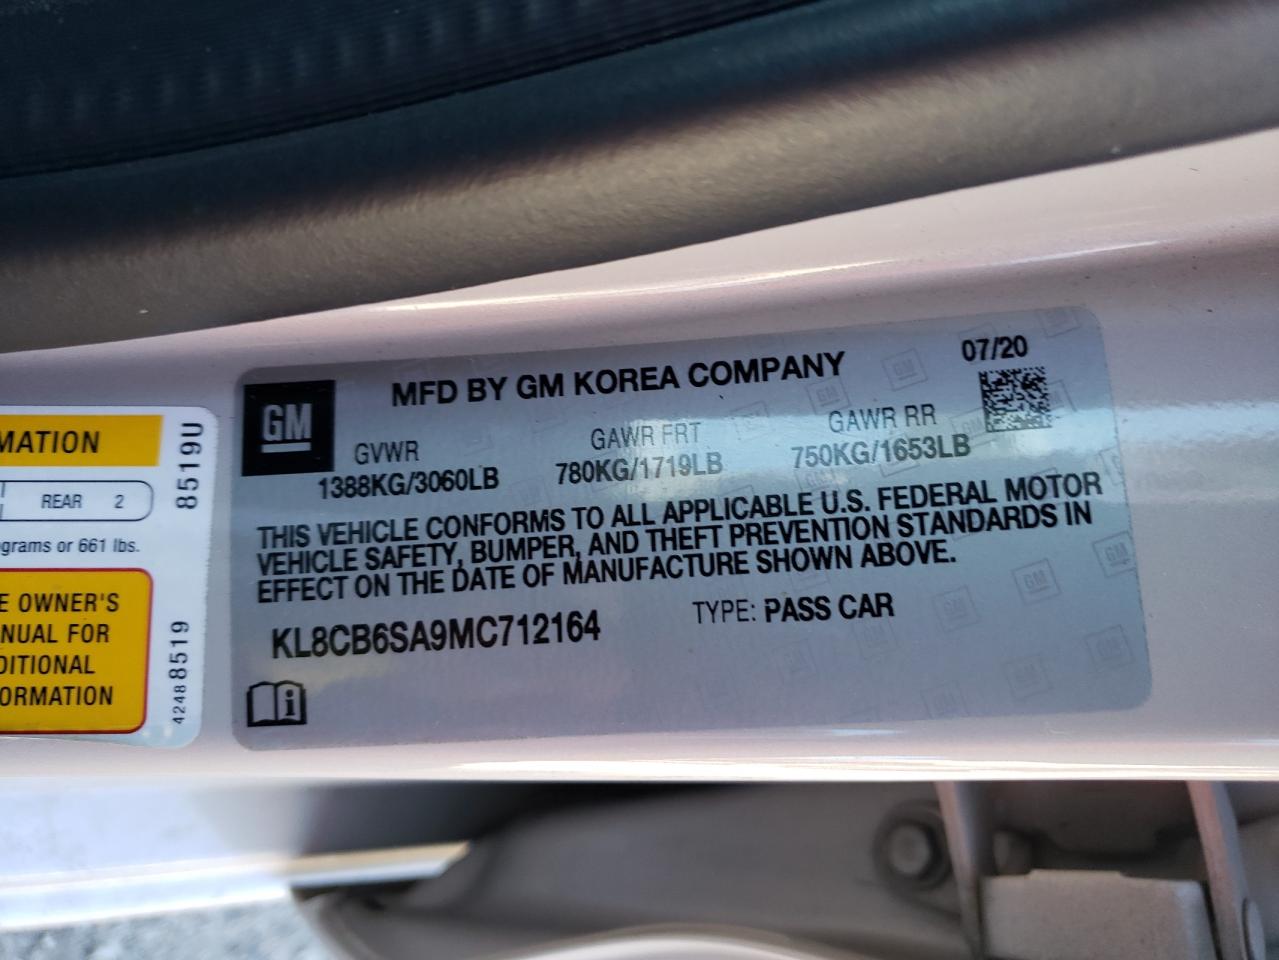 MFD BY GM KOREA COMPANY
07/20
GM
GVWR
1388KG/3060LB
GAWR FRT
780KG/1719LB
GAWR RR
750KG/1653LB
THIS VEHICLE CONFORMS TO ALL APPLICABLE U.S. FEDERAL MOTOR
VEHICLE SAFETY, BUMPER, AND THEFT PREVENTION STANDARDS IN
EFFECT ON THE DATE OF MANUFACTURE SHOWN ABOVE.
KL8CB6SA9MC712164
TYPE: PASS CAR
MATION
REAR 2
ograms or 661 lbs.
E OWNER'S
ANUAL FOR
DITIONAL
ORMATION
8519U
42488519